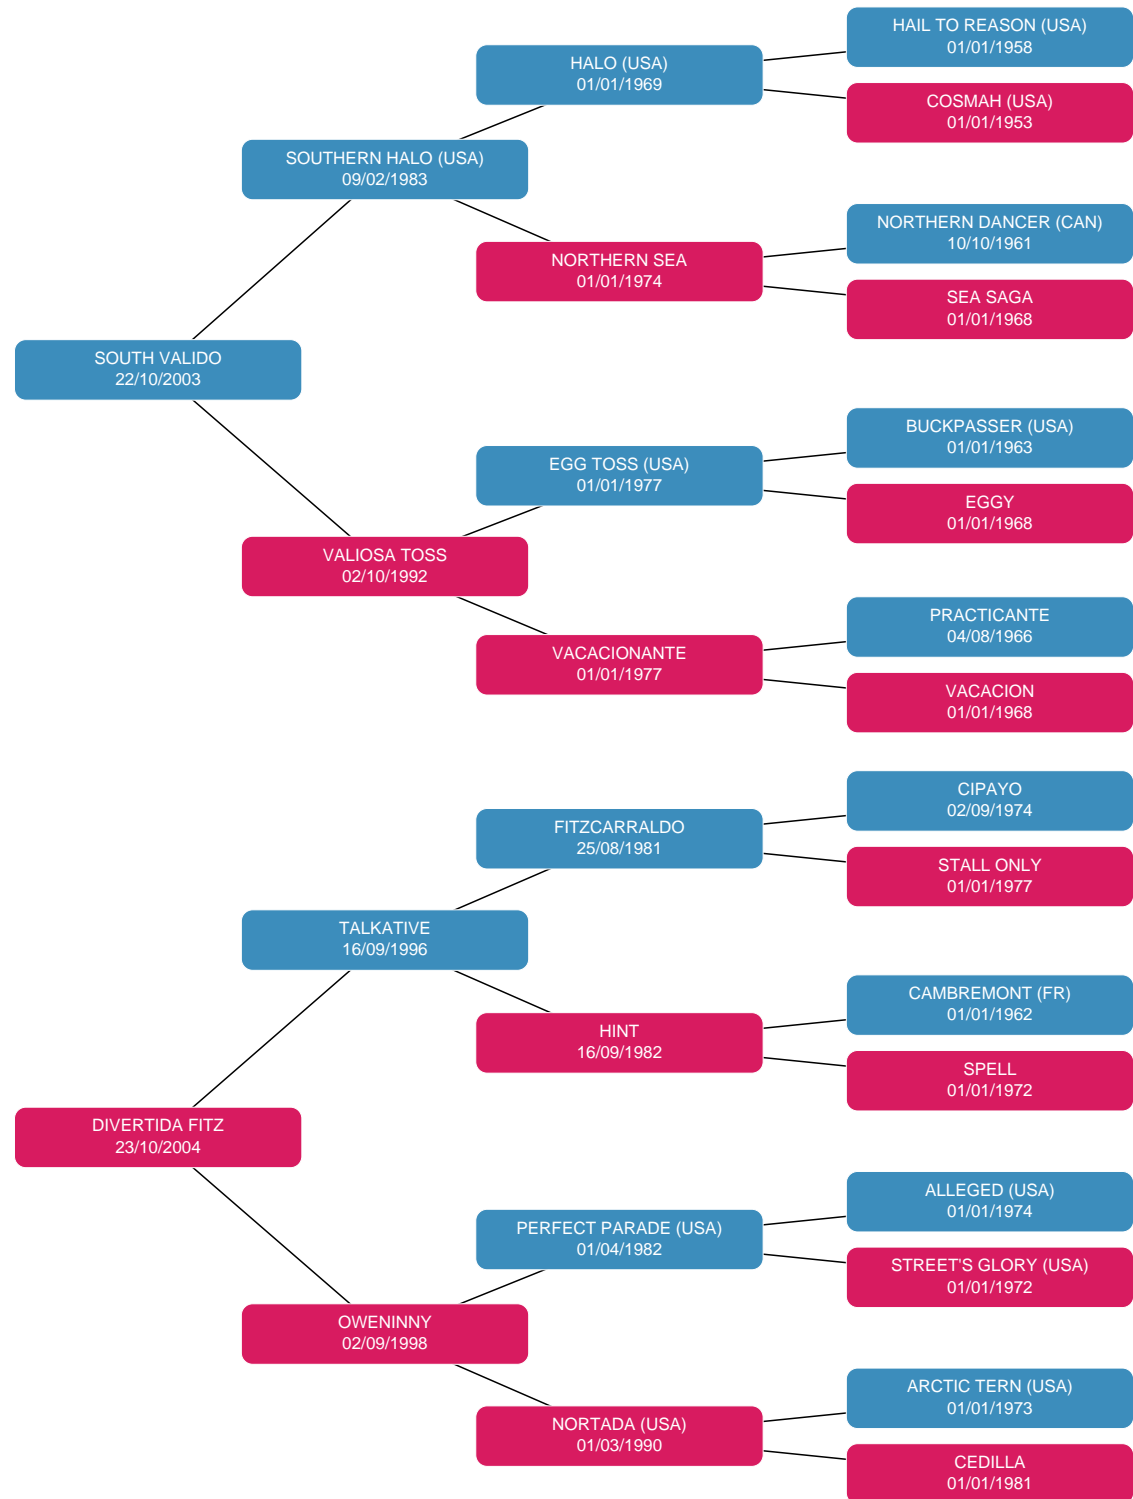 HAIL TO REASON (USA)
01/01/1958
HALO (USA)
01/01/1969
COSMAH (USA)
01/01/1953
SOUTHERN HALO (USA)
09/02/1983
NORTHERN DANCER (CAN)
10/10/1961
NORTHERN SEA
01/01/1974
SEA SAGA
01/01/1968
SOUTH VALIDO
22/10/2003
BUCKPASSER (USA)
01/01/1963
EGG TOSS (USA)
01/01/1977
EGGY
01/01/1968
VALIOSA TOSS
02/10/1992
PRACTICANTE
04/08/1966
VACACIONANTE
01/01/1977
VACACION
01/01/1968
CIPAYO
02/09/1974
FITZCARRALDO
25/08/1981
STALL ONLY
01/01/1977
TALKATIVE
16/09/1996
CAMBREMONT (FR)
01/01/1962
HINT
16/09/1982
SPELL
01/01/1972
DIVERTIDA FITZ
23/10/2004
ALLEGED (USA)
01/01/1974
PERFECT PARADE (USA)
01/04/1982
STREET'S GLORY (USA)
01/01/1972
OWENINNY
02/09/1998
ARCTIC TERN (USA)
01/01/1973
NORTADA (USA)
01/03/1990
CEDILLA
01/01/1981